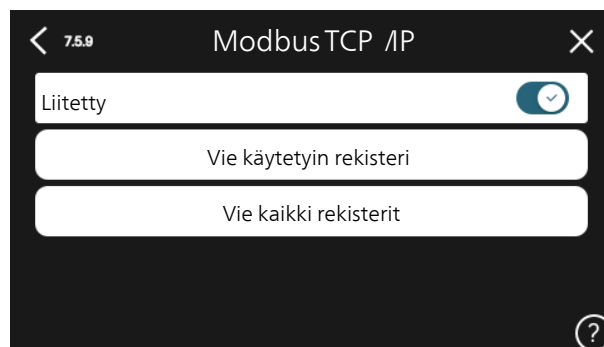 7.5.9 Modbus TCP /IP
Liitetty
Vie käytetyin rekisteri
Vie kaikki rekisterit
?